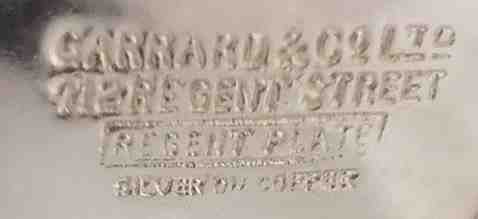 GARRARD & CO LTD
112 REGENT STREET
REGENT PLATE
SILVER ON COPPER